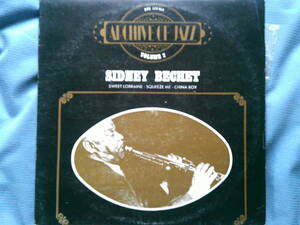 ARCHIVE OF JAZZ
VOLUME 2
SIDNEY BECHET
SWEET LORRAINE · SQUEEZE ME · CHINA BOY